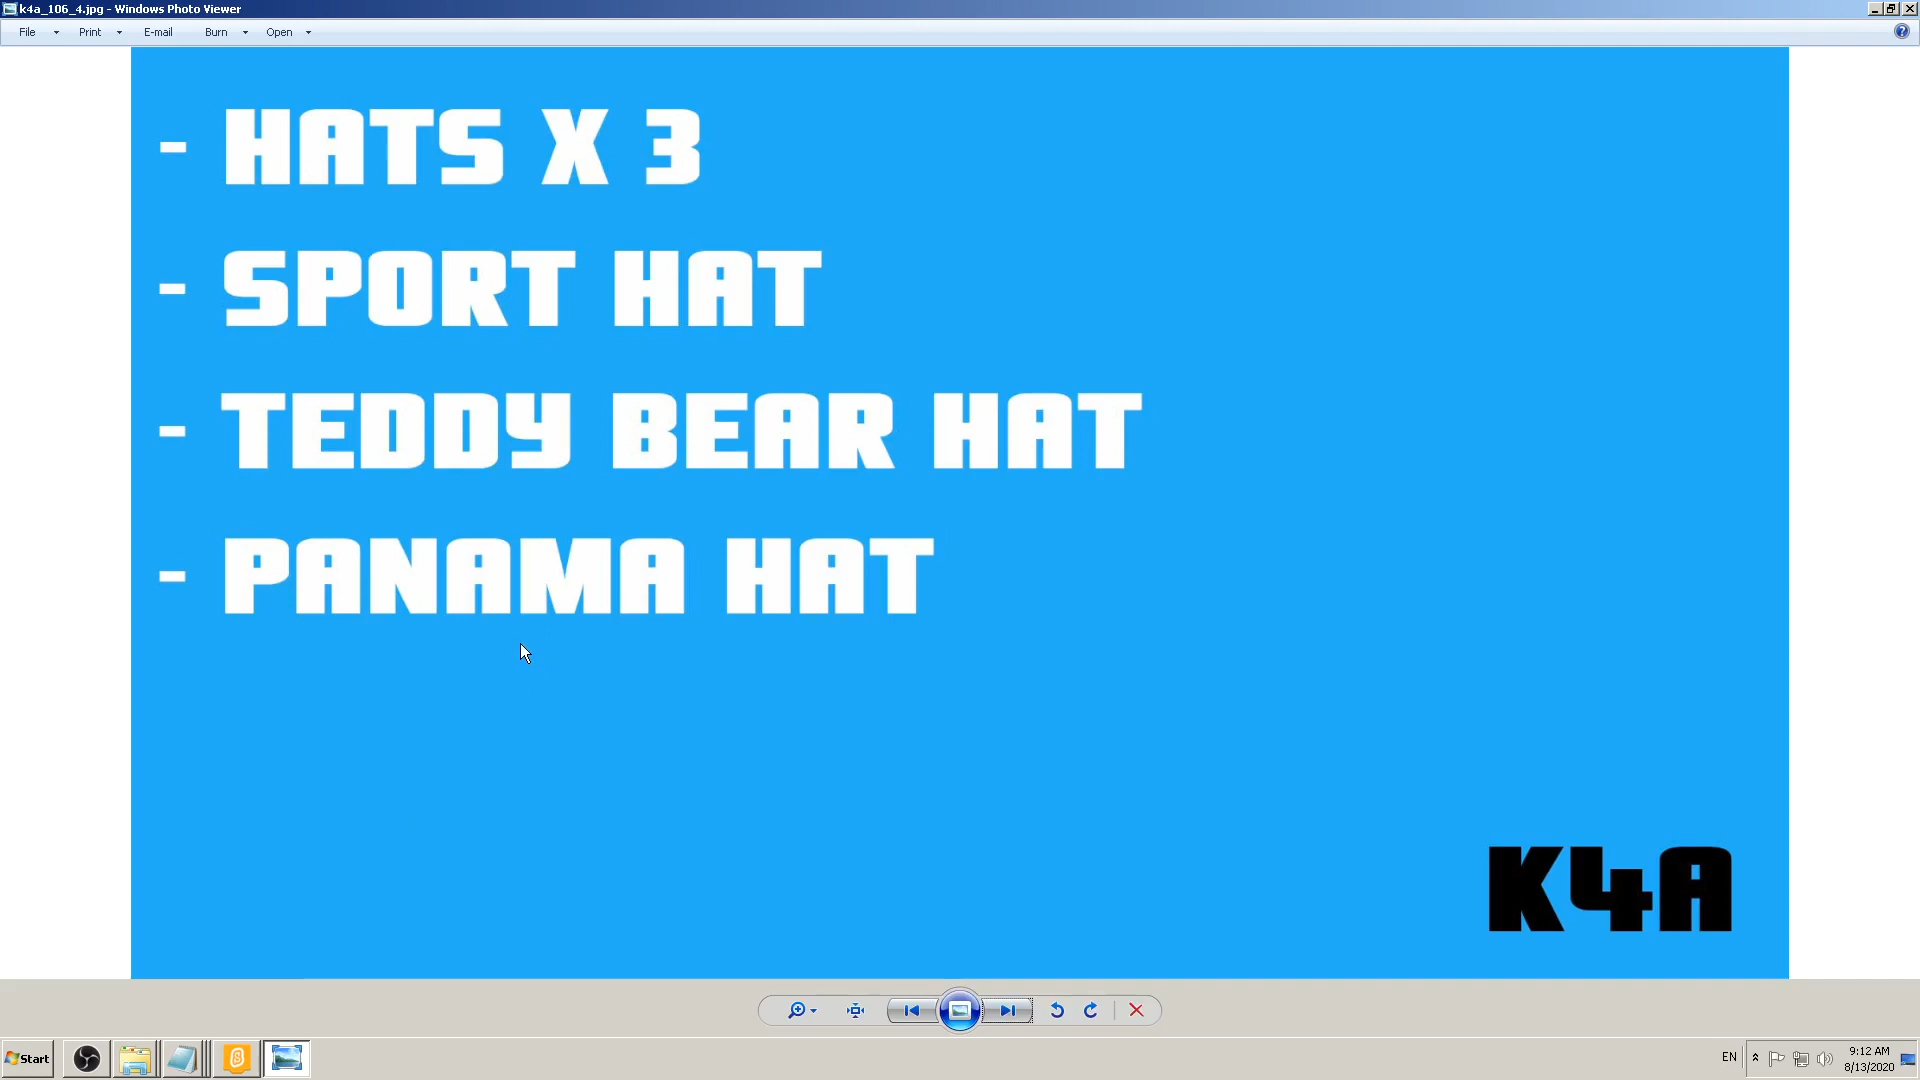 k4a_106_4.jpg - Windows Photo Viewer
File Print E-mail Burn Open
- HATS X 3
- SPORT HAT
- TEDDY BEAR HAT
- PANAMA HAT
K4A
Start
EN
9:12 AM
8/13/2020